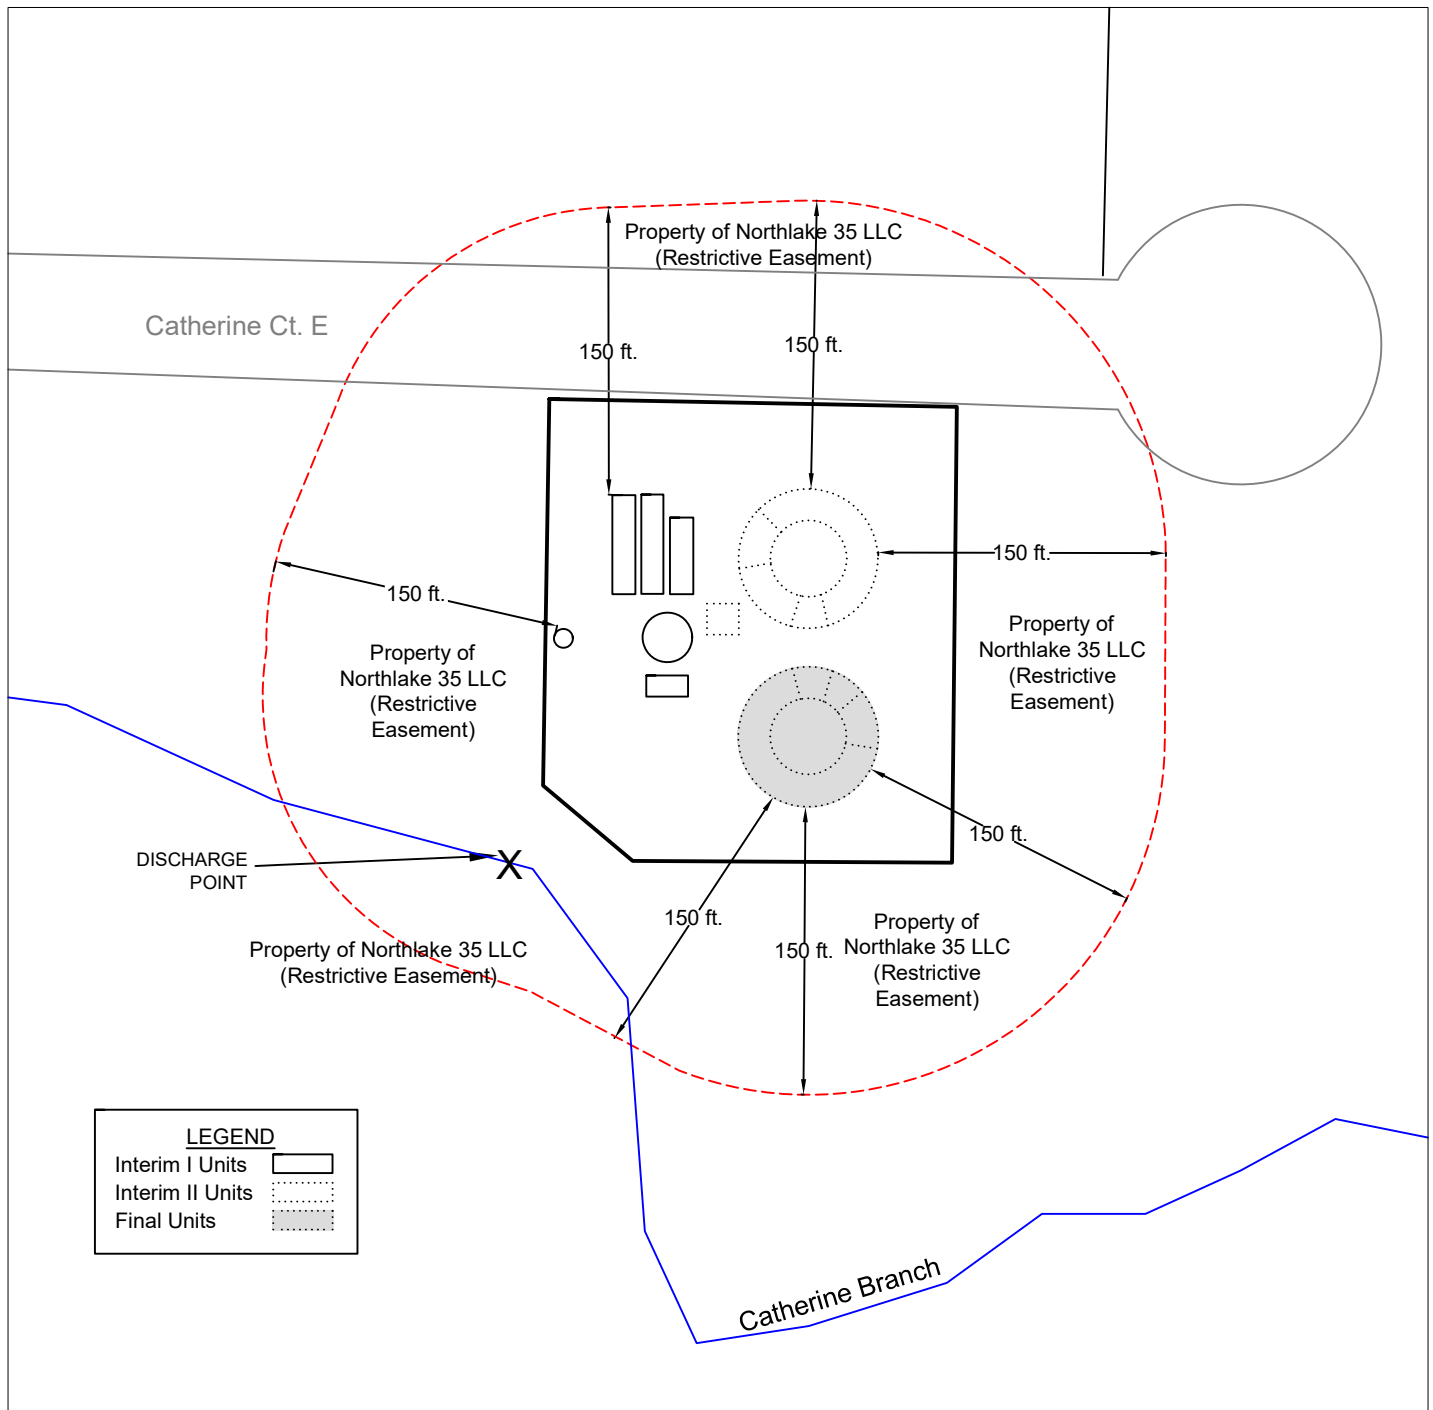 Property of Northlake 35 LLC
(Restrictive Easement)
Catherine Ct. E
150 ft.
150 ft.
150 ft.
150 ft.
Property of
Northlake 35 LLC
(Restrictive
Easement)
Property of
Northlake 35 LLC
(Restrictive
Easement)
150 ft.
DISCHARGE
POINT
X
150 ft.
150 ft.
Property of
Northlake 35 LLC
(Restrictive
Easement)
Property of Northlake 35 LLC
(Restrictive Easement)
LEGEND
Interim I Units
Interim II Units
Final Units
Catherine Branch